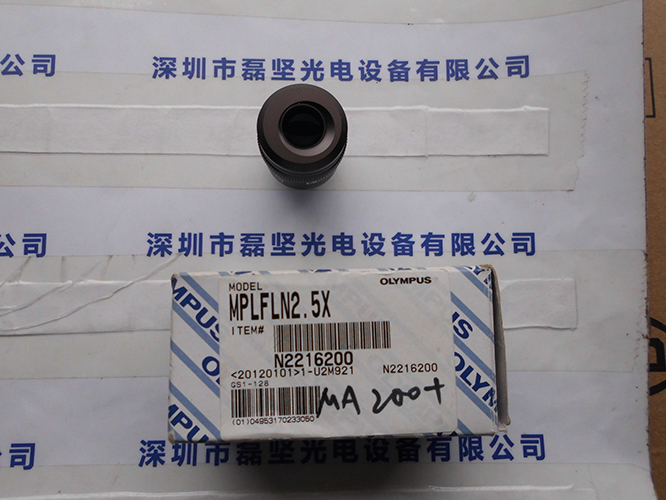 公司 深圳市磊坚光电设备有限公司
公司 深圳市磊坚光电设备有限公司
MODEL OLYMPUS
MPLFLN2.5X
ITEM#
N2216200
<20120101>1-U2M921 N2216200
GS1-128
MA 200+
(01)04953170233060
MPUS
OLYM
公司 深圳市磊坚光电设备有限公司